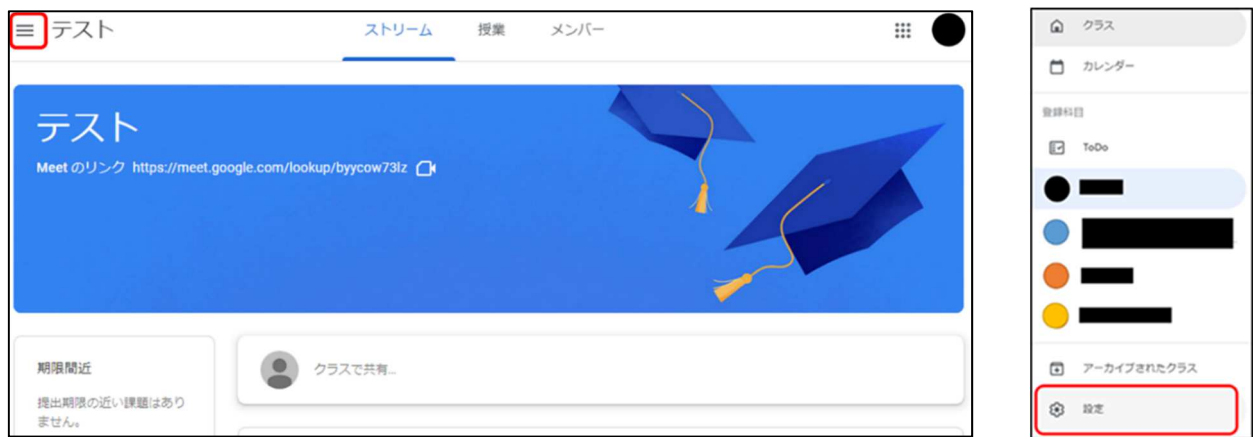 テスト
ストリーム 授業 メンバー
テスト
Meet のリンク https://meet.google.com/lookup/byycow73lz
期限間近
提出期限の近い課題はあり
ません。
クラスで共有...
クラス
カレンダー
登録科目
ToDo
アーカイブされたクラス
設定